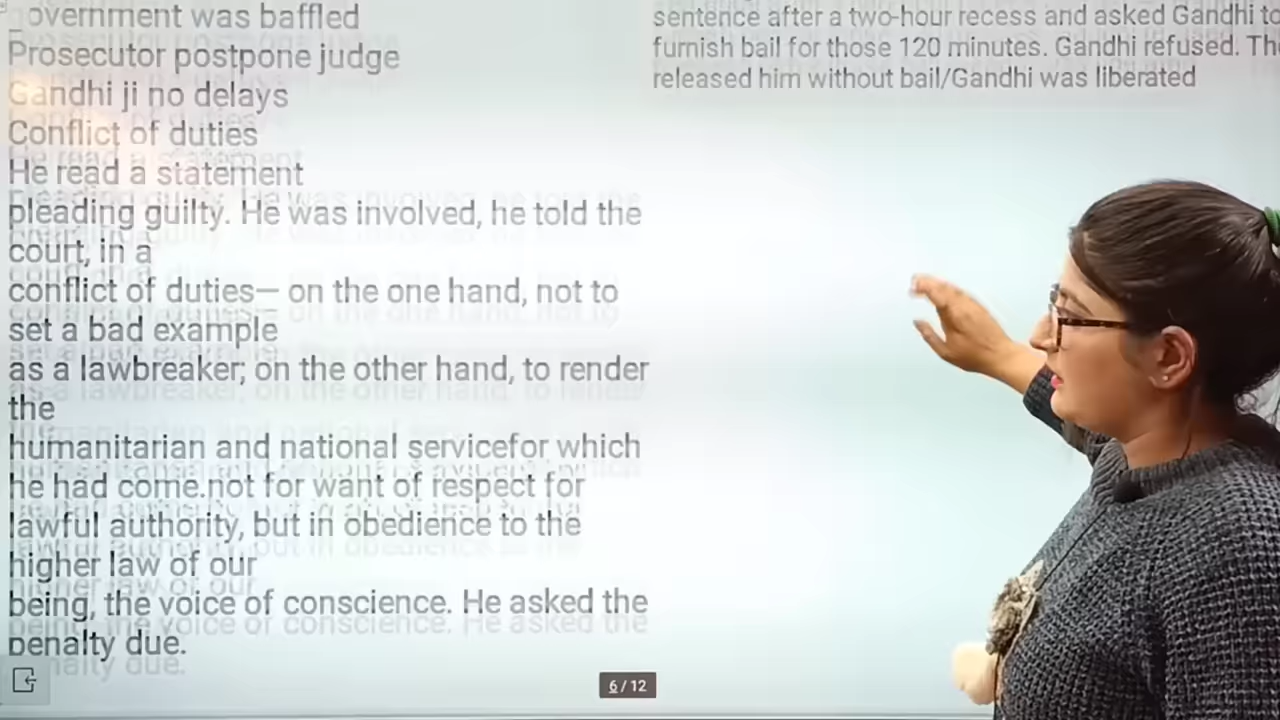 overnment was baffled
Prosecutor postpone judge
Gandhi ji no delays
Conflict of duties
He read a statement
pleading guilty. He was involved, he told the
court, in a
conflict of duties— on the one hand, not to
set a bad example
as a lawbreaker; on the other hand, to render
the
humanitarian and national servicefor which
he had come.not for want of respect for
lawful authority, but in obedience to the
higher law of our
being, the voice of conscience. He asked the
penalty due.
sentence after a two-hour recess and asked Gandhi to
furnish bail for those 120 minutes. Gandhi refused. Th
released him without bail/Gandhi was liberated
6 / 12